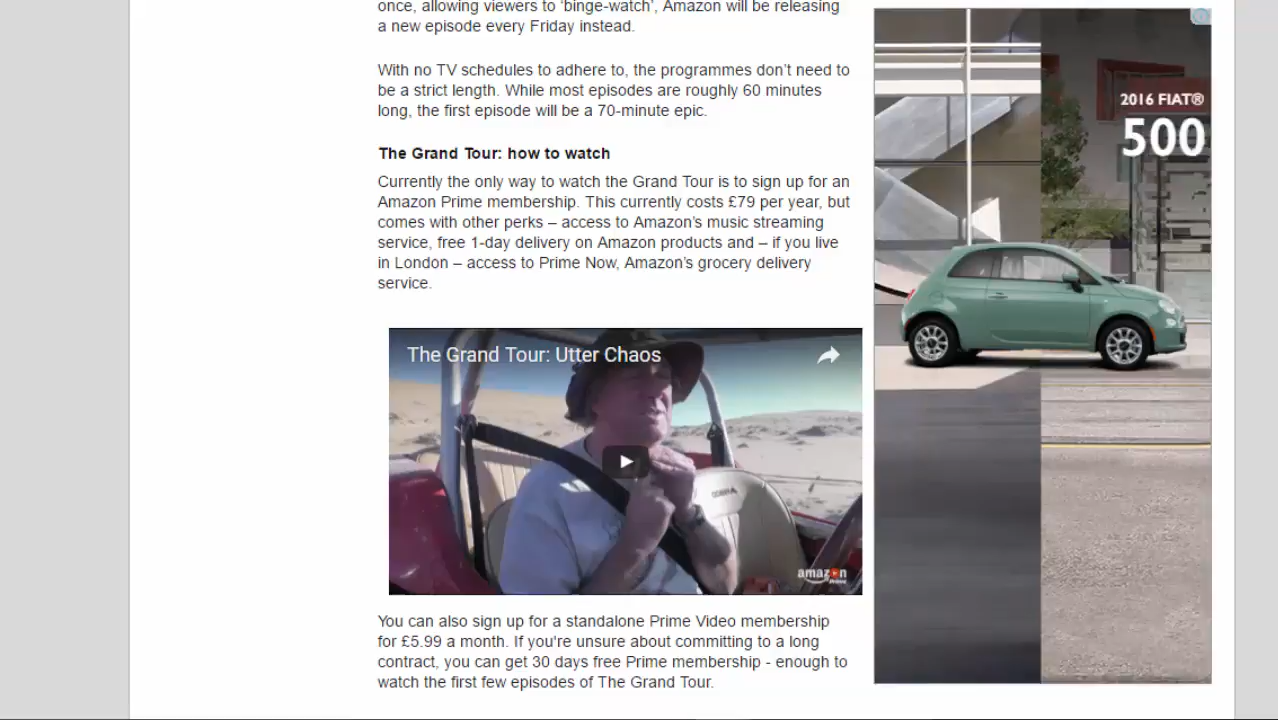 once, allowing viewers to ‘binge-watch’, Amazon will be releasing
a new episode every Friday instead.
With no TV schedules to adhere to, the programmes don’t need to
be a strict length. While most episodes are roughly 60 minutes
long, the first episode will be a 70-minute epic.
The Grand Tour: how to watch
Currently the only way to watch the Grand Tour is to sign up for an
Amazon Prime membership. This currently costs £79 per year, but
comes with other perks – access to Amazon’s music streaming
service, free 1-day delivery on Amazon products and – if you live
in London – access to Prime Now, Amazon’s grocery delivery
service.
The Grand Tour: Utter Chaos
amazon
Prime
You can also sign up for a standalone Prime Video membership
for £5.99 a month. If you're unsure about committing to a long
contract, you can get 30 days free Prime membership - enough to
watch the first few episodes of The Grand Tour.
2016 FIAT®
500